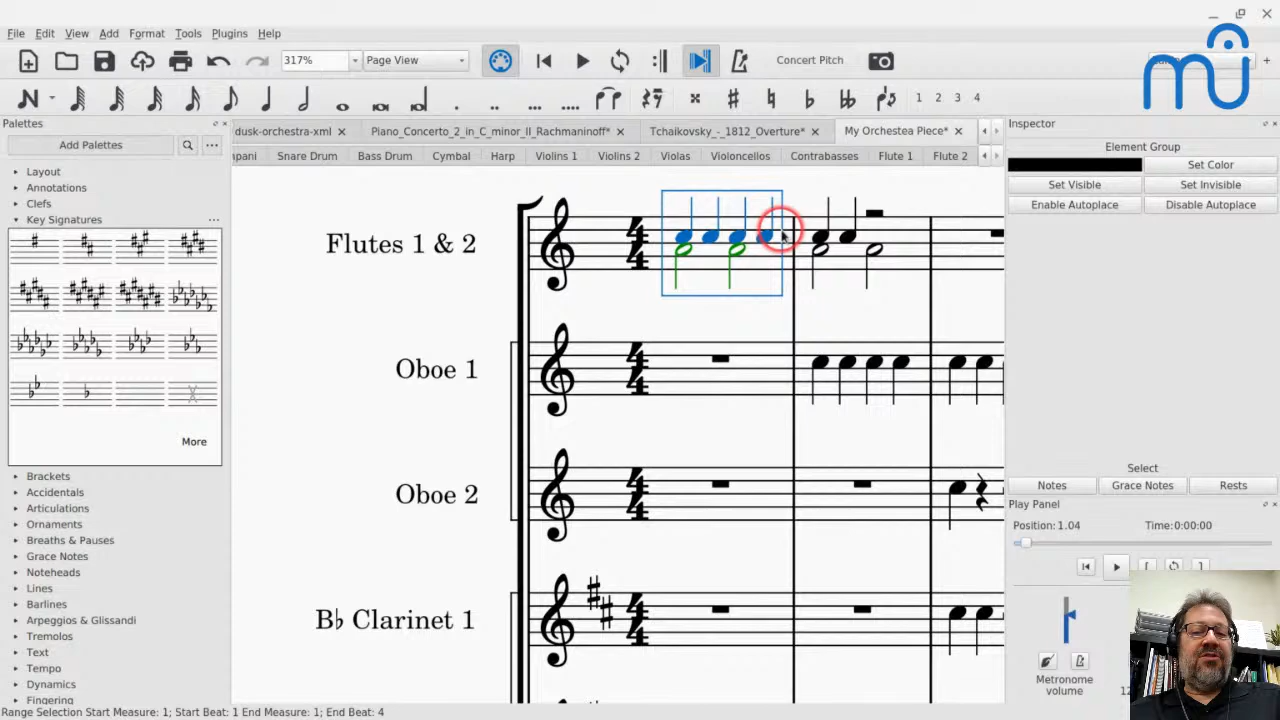 File Edit View Add Format Tools Plugins Help
317% Page View Concert Pitch
1 2 3 4
Palettes
Add Palettes
Layout
Annotations
Clefs
Key Signatures
More
Brackets
Accidentals
Articulations
Ornaments
Breaths & Pauses
Grace Notes
Noteheads
Lines
Barlines
Arpeggios & Glissandi
Tremolos
Text
Tempo
Dynamics
Fingering
dusk-orchestra-xml Piano_Concerto_2_in_C_minor_II_Rachmaninoff* Tchaikovsky_-_1812_Overture* My Orchestea Piece*
mpani Snare Drum Bass Drum Cymbal Harp Violins 1 Violins 2 Violas Violoncellos Contrabasses Flute 1 Flute 2
Flutes 1 & 2
Oboe 1
Oboe 2
B♭ Clarinet 1
Inspector
Element Group
Set Color
Set Visible Set Invisible
Enable Autoplace Disable Autoplace
Select
Notes Grace Notes Rests
Play Panel
Position: 1.04 Time: 0:00:00
Metronome
volume
Range Selection Start Measure: 1; Start Beat: 1 End Measure: 1; End Beat: 4